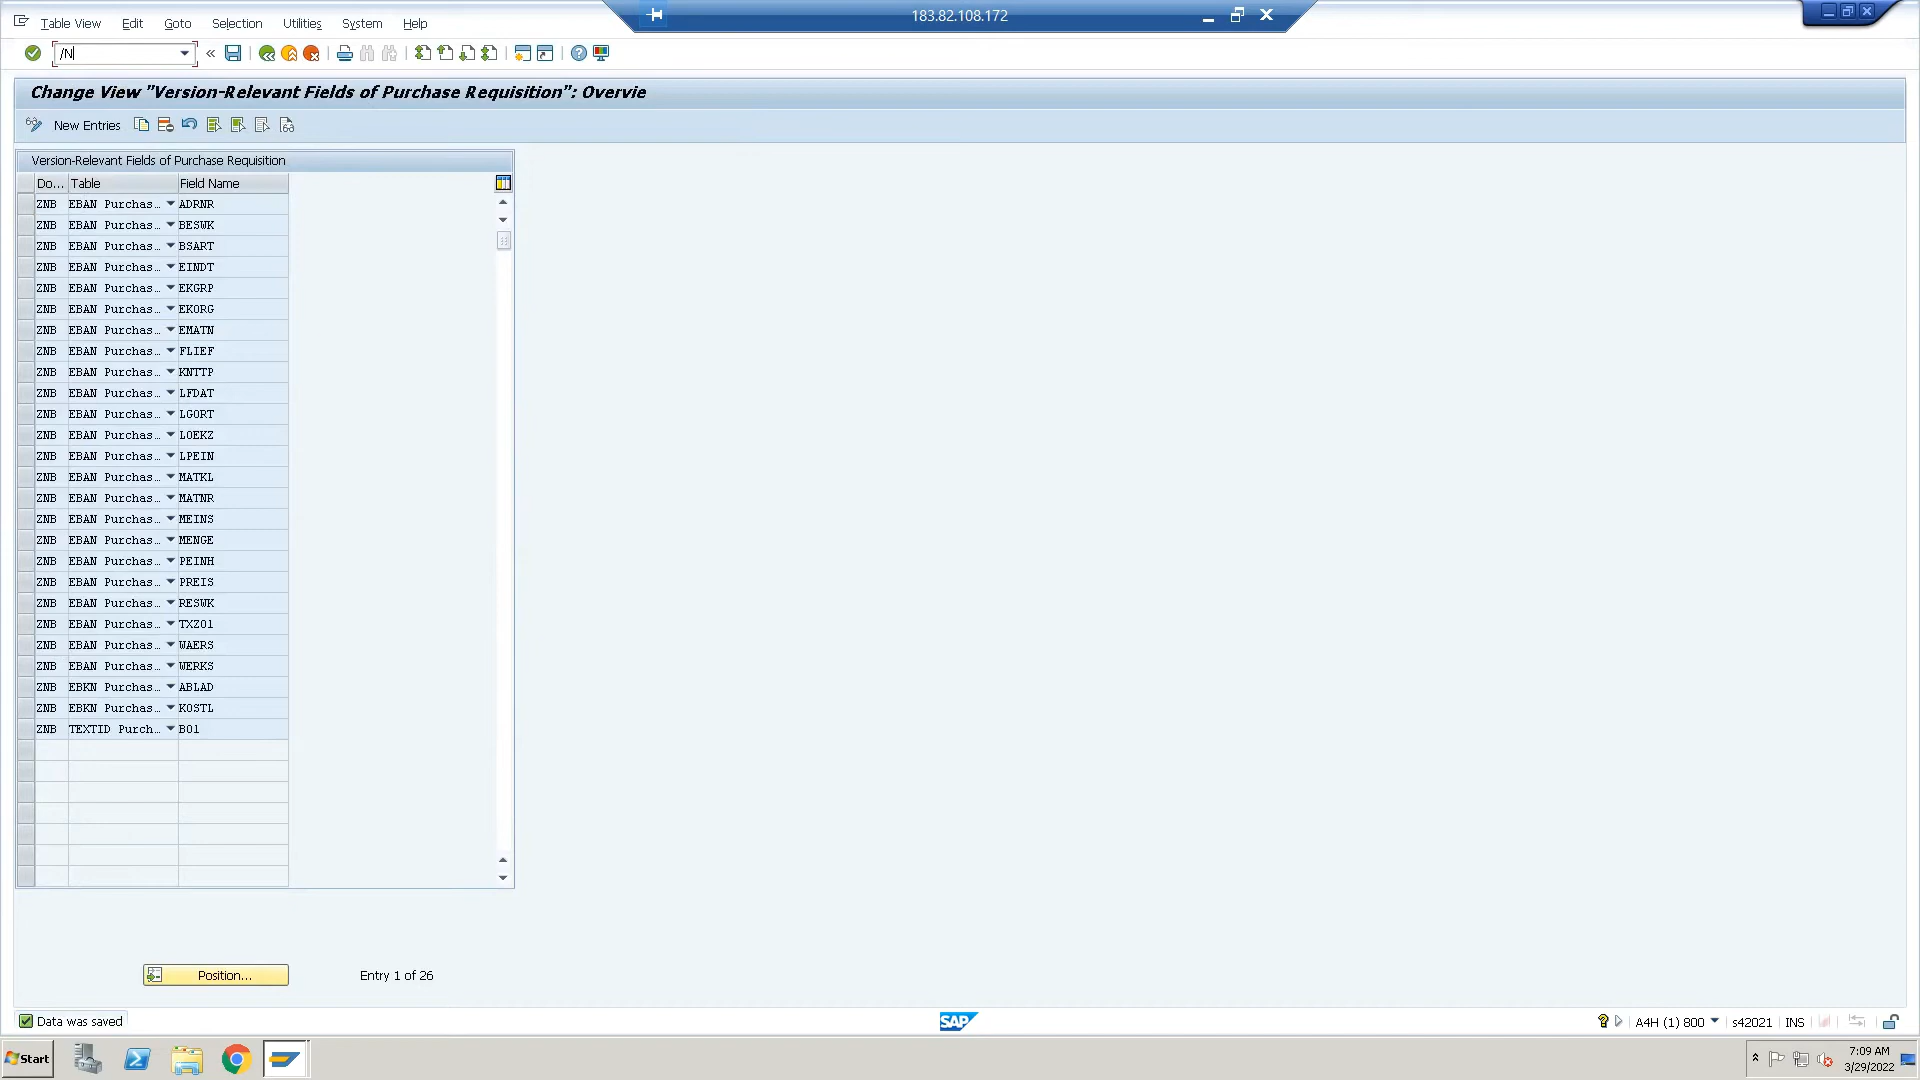 183.82.108.172
Table View Edit Goto Selection Utilities System Help
/N
Change View "Version-Relevant Fields of Purchase Requisition": Overvie
New Entries
Version-Relevant Fields of Purchase Requisition
Do... Table Field Name
ZNB EBAN Purchas… ADRNR
ZNB EBAN Purchas… BESWK
ZNB EBAN Purchas… BSART
ZNB EBAN Purchas… EINDT
ZNB EBAN Purchas… EKGRP
ZNB EBAN Purchas… EKORG
ZNB EBAN Purchas… EMATN
ZNB EBAN Purchas… FLIEF
ZNB EBAN Purchas… KNTTP
ZNB EBAN Purchas… LFDAT
ZNB EBAN Purchas… LGORT
ZNB EBAN Purchas… LOEKZ
ZNB EBAN Purchas… LPEIN
ZNB EBAN Purchas… MATKL
ZNB EBAN Purchas… MATNR
ZNB EBAN Purchas… MEINS
ZNB EBAN Purchas… MENGE
ZNB EBAN Purchas… PEINH
ZNB EBAN Purchas… PREIS
ZNB EBAN Purchas… RESWK
ZNB EBAN Purchas… TXZ01
ZNB EBAN Purchas… WAERS
ZNB EBAN Purchas… WERKS
ZNB EBKN Purchas… ABLAD
ZNB EBKN Purchas… KOSTL
ZNB TEXTID Purch… B01
Position... Entry 1 of 26
Data was saved SAP A4H (1) 800 s42021 INS
Start 7:09 AM
3/29/2022